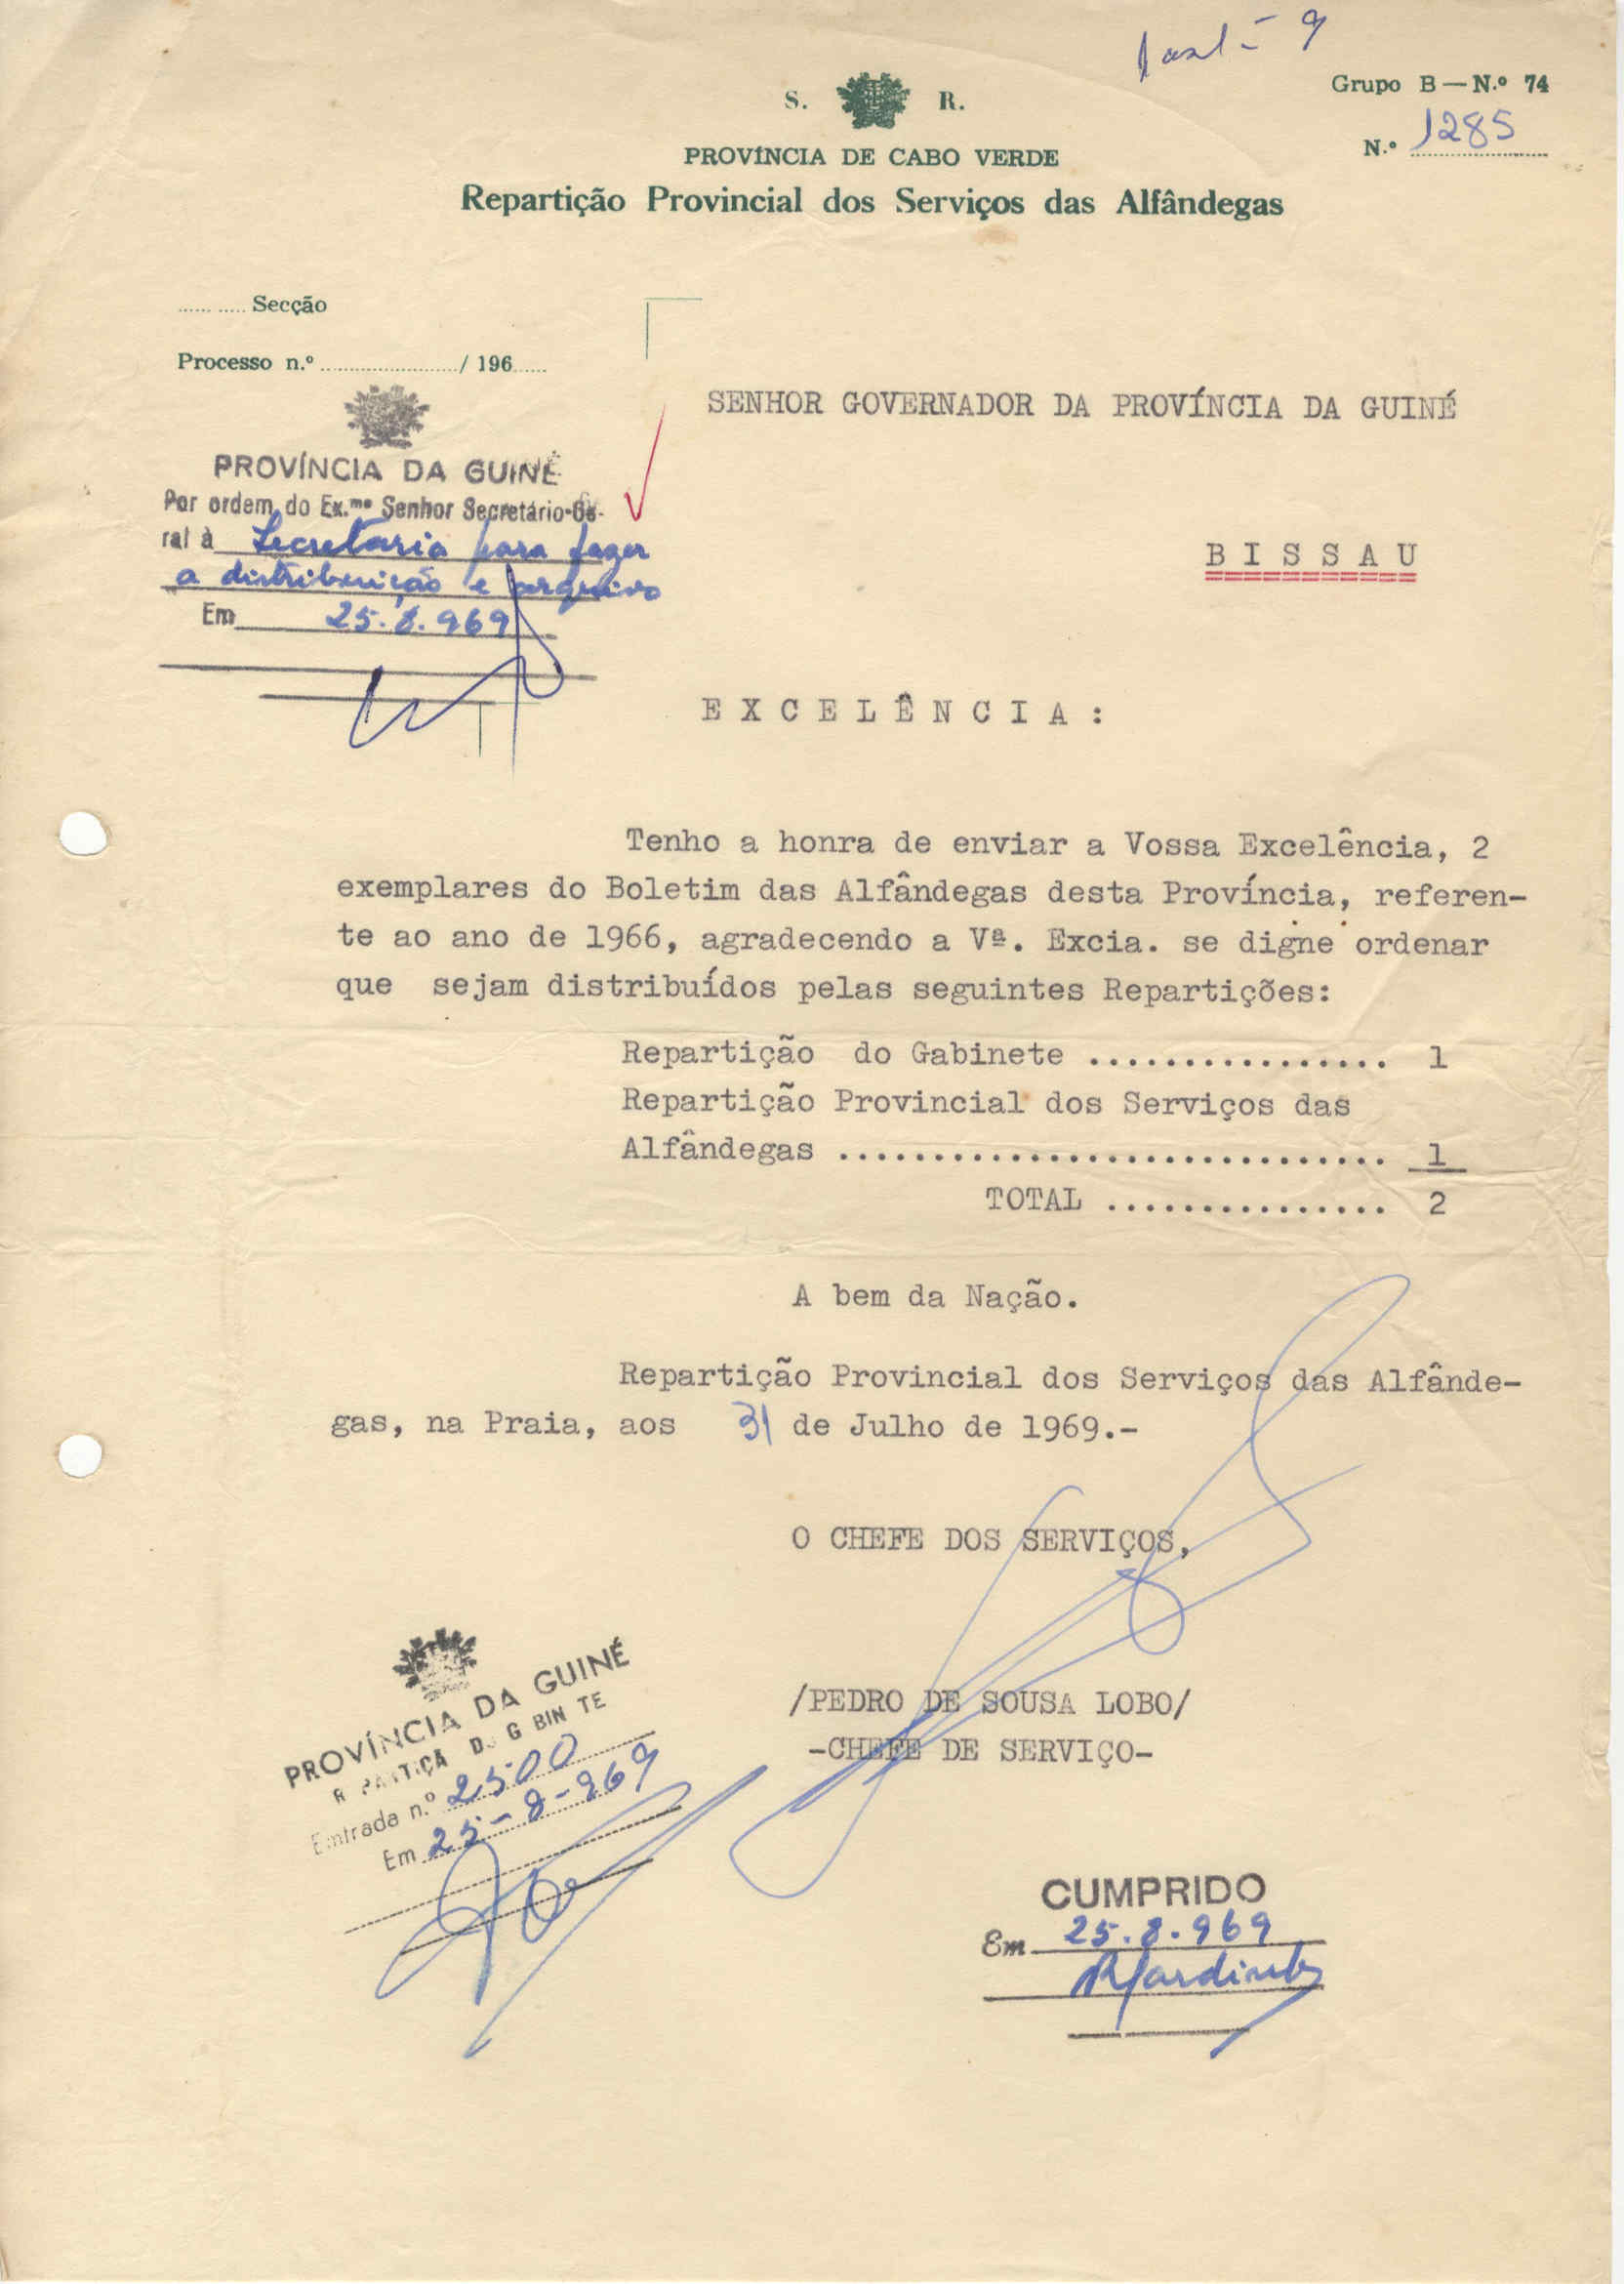 Past- 9
Grupo B — N.º 74
S. R.
N.º 1285
PROVÍNCIA DE CABO VERDE
Repartição Provincial dos Serviços das Alfândegas
........... Secção
Processo n.º ......................../ 196......
SENHOR GOVERNADOR DA PROVÍNCIA DA GUINÉ
PROVÍNCIA DA GUINÉ
Por ordem do Ex.mo Senhor Secretário-Ge-
ral à Secretaria para fazer
a distribuição e arquivo
Em 25.8.969
B I S S A U
E X C E L Ê N C I A :
Tenho a honra de enviar a Vossa Excelência, 2
exemplares do Boletim das Alfândegas desta Província, referen-
te ao ano de 1966, agradecendo a Vª. Excia. se digne ordenar
que sejam distribuídos pelas seguintes Repartições:
Repartição do Gabinete ................ 1
Repartição Provincial dos Serviços das
Alfândegas ............................. 1
TOTAL ............... 2
A bem da Nação.
Repartição Provincial dos Serviços das Alfânde-
gas, na Praia, aos 31 de Julho de 1969.-
O CHEFE DOS SERVIÇOS,
/PEDRO DE SOUSA LOBO/
-CHEFE DE SERVIÇO-
PROVÍNCIA DA GUINÉ
R PARTIÇÃ D G BIN TE
Entrada n.º 2500
Em 25-8-969
CUMPRIDO
Em 25.8.969